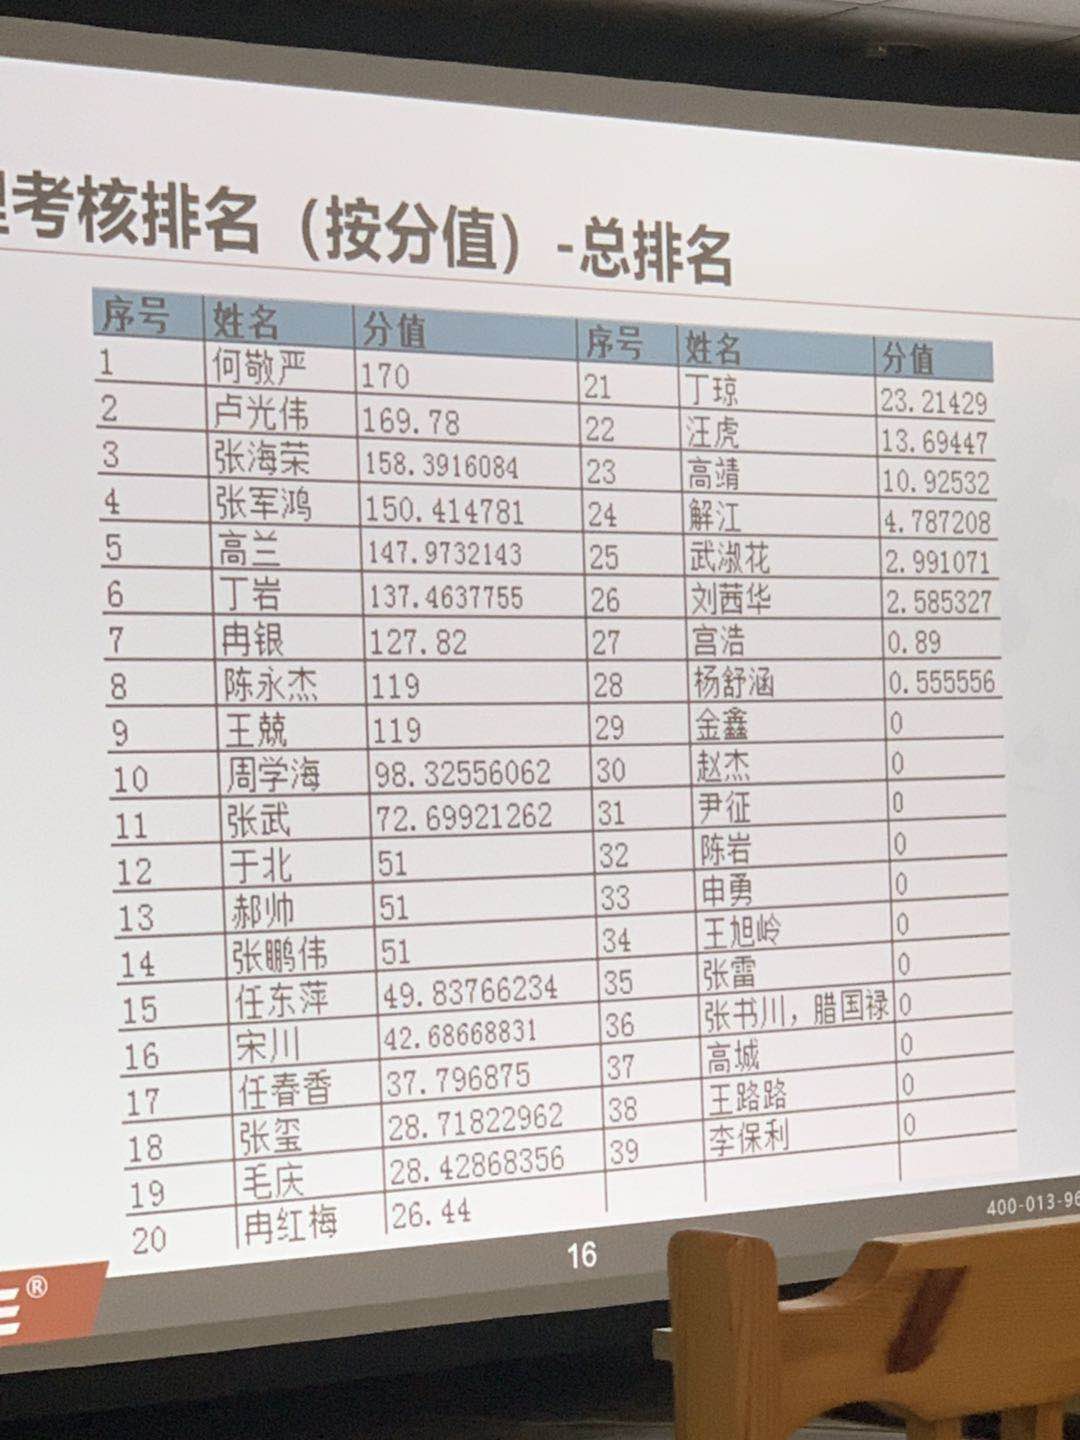 考核排名（按分值）-总排名
序号 姓名 分值 序号 姓名 分值
1 何敬严 170 21 丁琼 23.21429
2 卢光伟 169.78 22 汪虎 13.69447
3 张海荣 158.3916084 23 高靖 10.92532
4 张军鸿 150.414781 24 解江 4.787208
5 高兰 147.9732143 25 武淑花 2.991071
6 丁岩 137.4637755 26 刘茜华 2.585327
7 冉银 127.82 27 宫浩 0.89
8 陈永杰 119 28 杨舒涵 0.555556
9 王兢 119 29 金鑫 0
10 周学海 98.32556062 30 赵杰 0
11 张武 72.69921262 31 尹征 0
12 于北 51 32 陈岩 0
13 郝帅 51 33 申勇 0
14 张鹏伟 51 34 王旭岭 0
15 任东萍 49.83766234 35 张雷 0
16 宋川 42.68668831 36 张书川，腊国禄 0
17 任春香 37.796875 37 高城 0
18 张玺 28.71822962 38 王路路 0
19 毛庆 28.42868356 39 李保利 0
20 冉红梅 26.44
400-013-96
16
E®